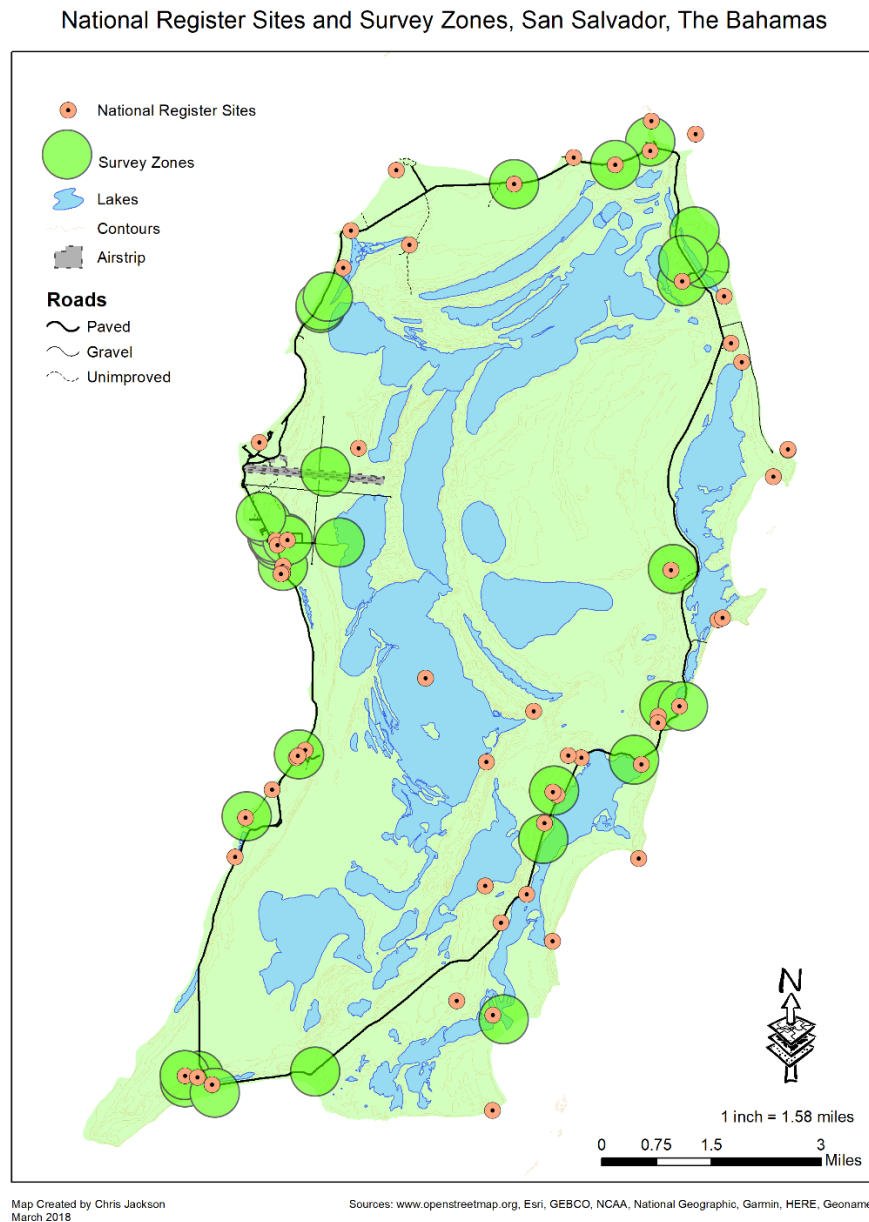 National Register Sites and Survey Zones, San Salvador, The Bahamas
National Register Sites
Survey Zones
Lakes
Contours
Airstrip
Roads
Paved
Gravel
Unimproved
N
1 inch = 1.58 miles
0 0.75 1.5 3
Miles
Map Created by Chris Jackson
March 2018
Sources: www.openstreetmap.org, Esri, GEBCO, NCAA, National Geographic, Garmin, HERE, Geoname